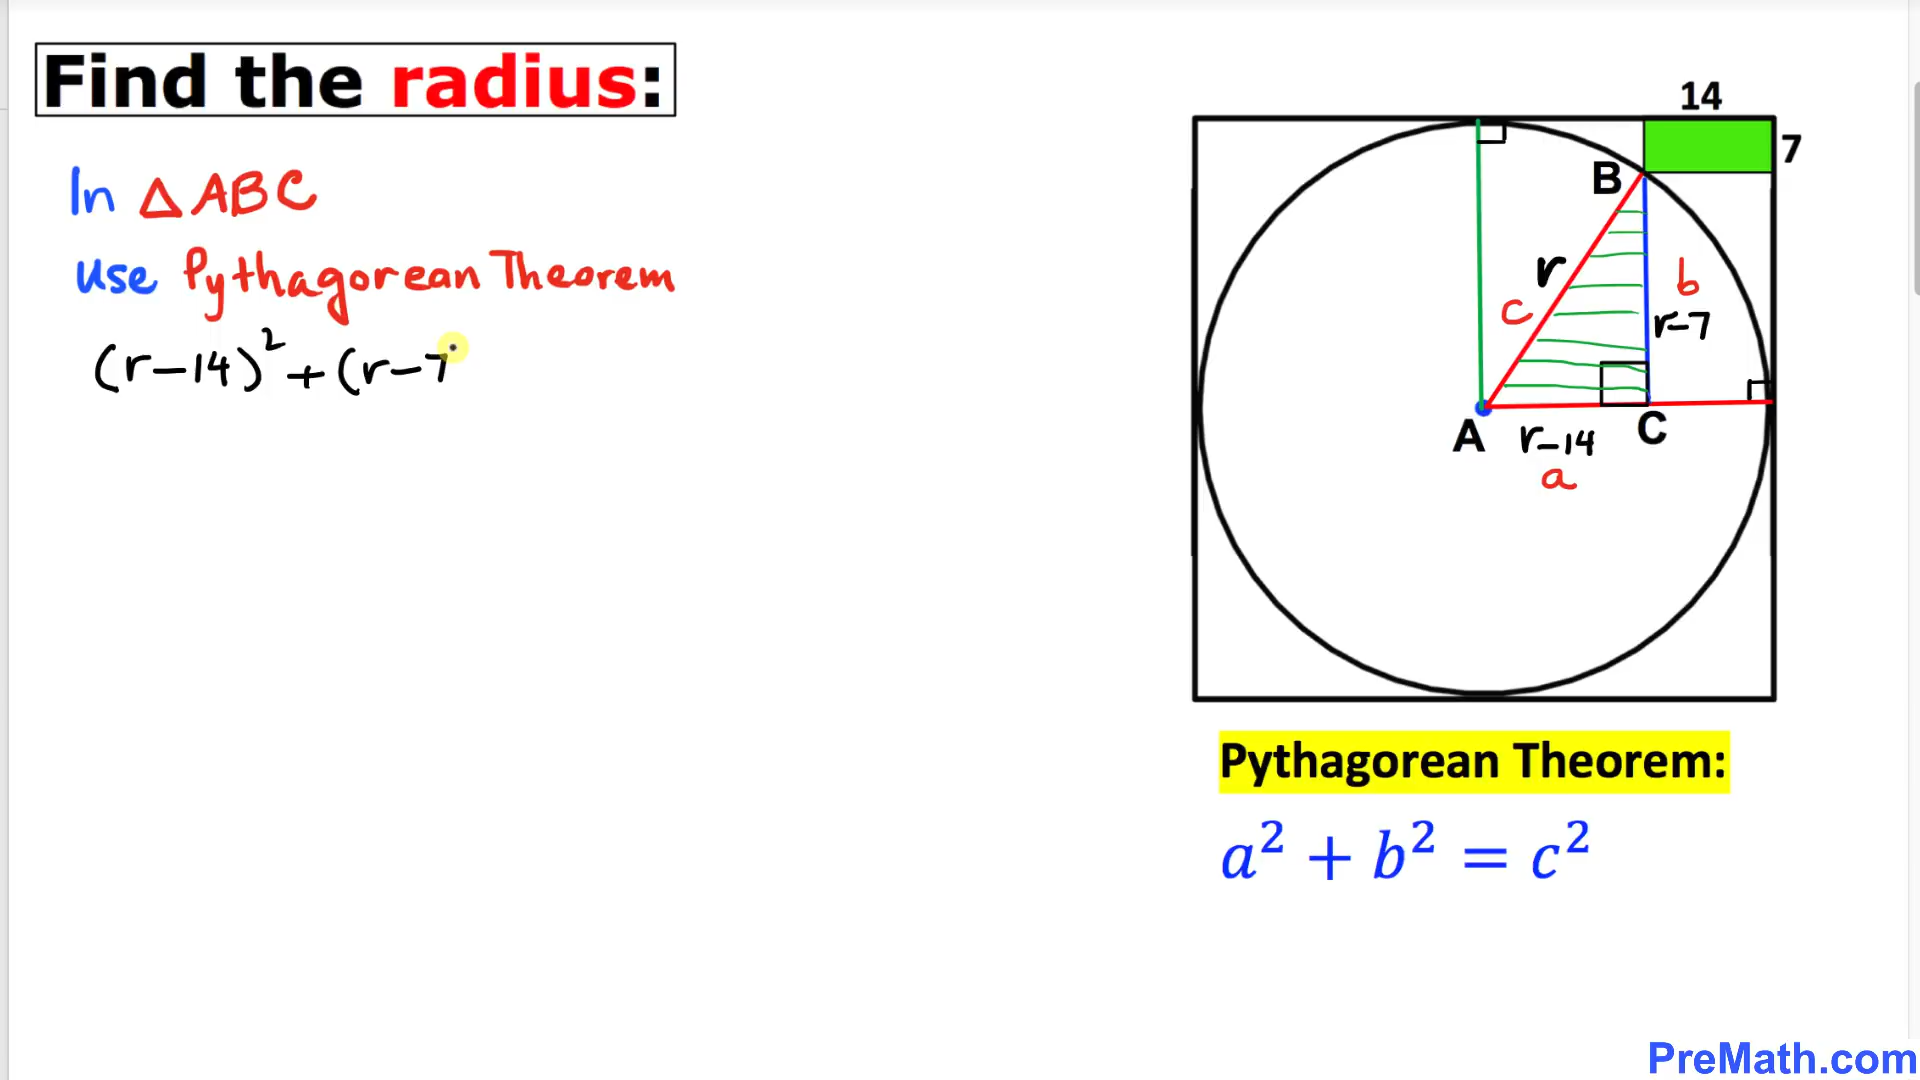 Find the radius:
In △ABC
Use Pythagorean Theorem
(r-14)² + (r-7
14
7
B
r
c
b
r-7
A
r-14
C
a
Pythagorean Theorem:
a² + b² = c²
PreMath.com